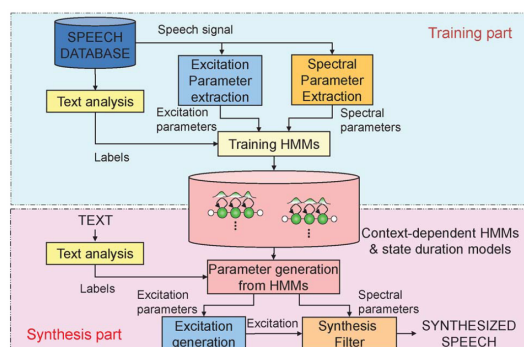 SPEECH
DATABASE
Speech signal
Training part
Excitation
Parameter
extraction
Spectral
Parameter
Extraction
Text analysis
Excitation
parameters
Spectral
parameters
Labels
Training HMMs
Context-dependent HMMs
& state duration models
TEXT
Text analysis
Labels
Parameter generation
from HMMs
Excitation
parameters
Spectral
parameters
Synthesis part
Excitation
generation
Excitation
Synthesis
Filter
SYNTHESIZED
SPEECH